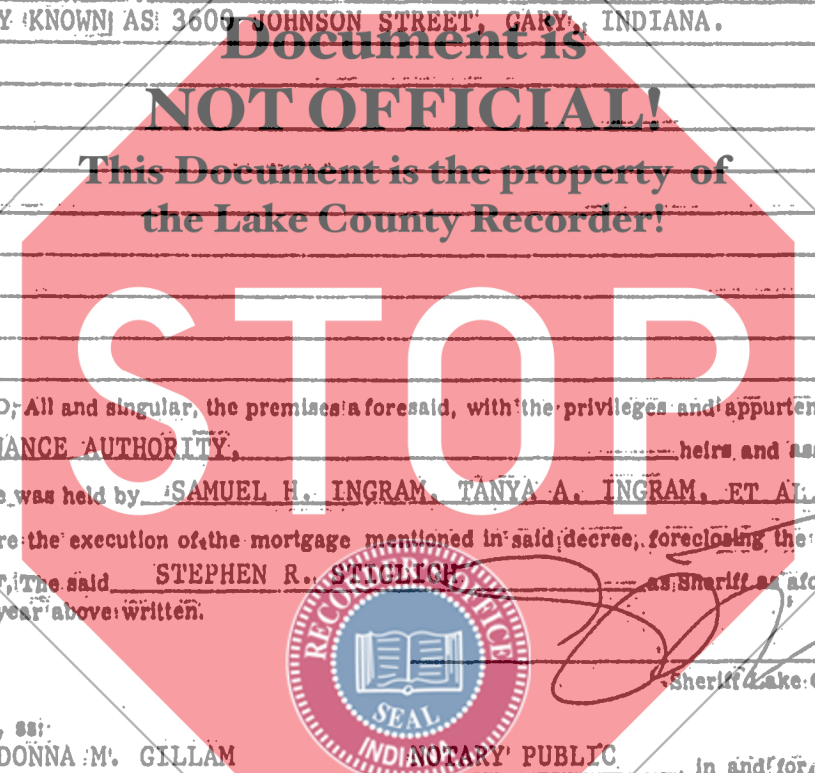 Y KNOWN AS 3609 JOHNSON STREET, GARY, INDIANA.
Document is
NOT OFFICIAL!
This Document is the property of
the Lake County Recorder!
STOP
All and singular, the premises aforesaid, with the privileges and appurten
ANCE AUTHORITY, heirs and ass
was held by SAMUEL H. INGRAM, TANYA A. INGRAM, ET AL.
re the execution of the mortgage mentioned in said decree, foreclosing the
The said STEPHEN R. STIGLICH as Sheriff as afo
year above written.
Sheriff Lake C
RECORDER'S OFFICE
SEAL
INDIANA
, ss:
DONNA M. GILLAM NOTARY PUBLIC in and for